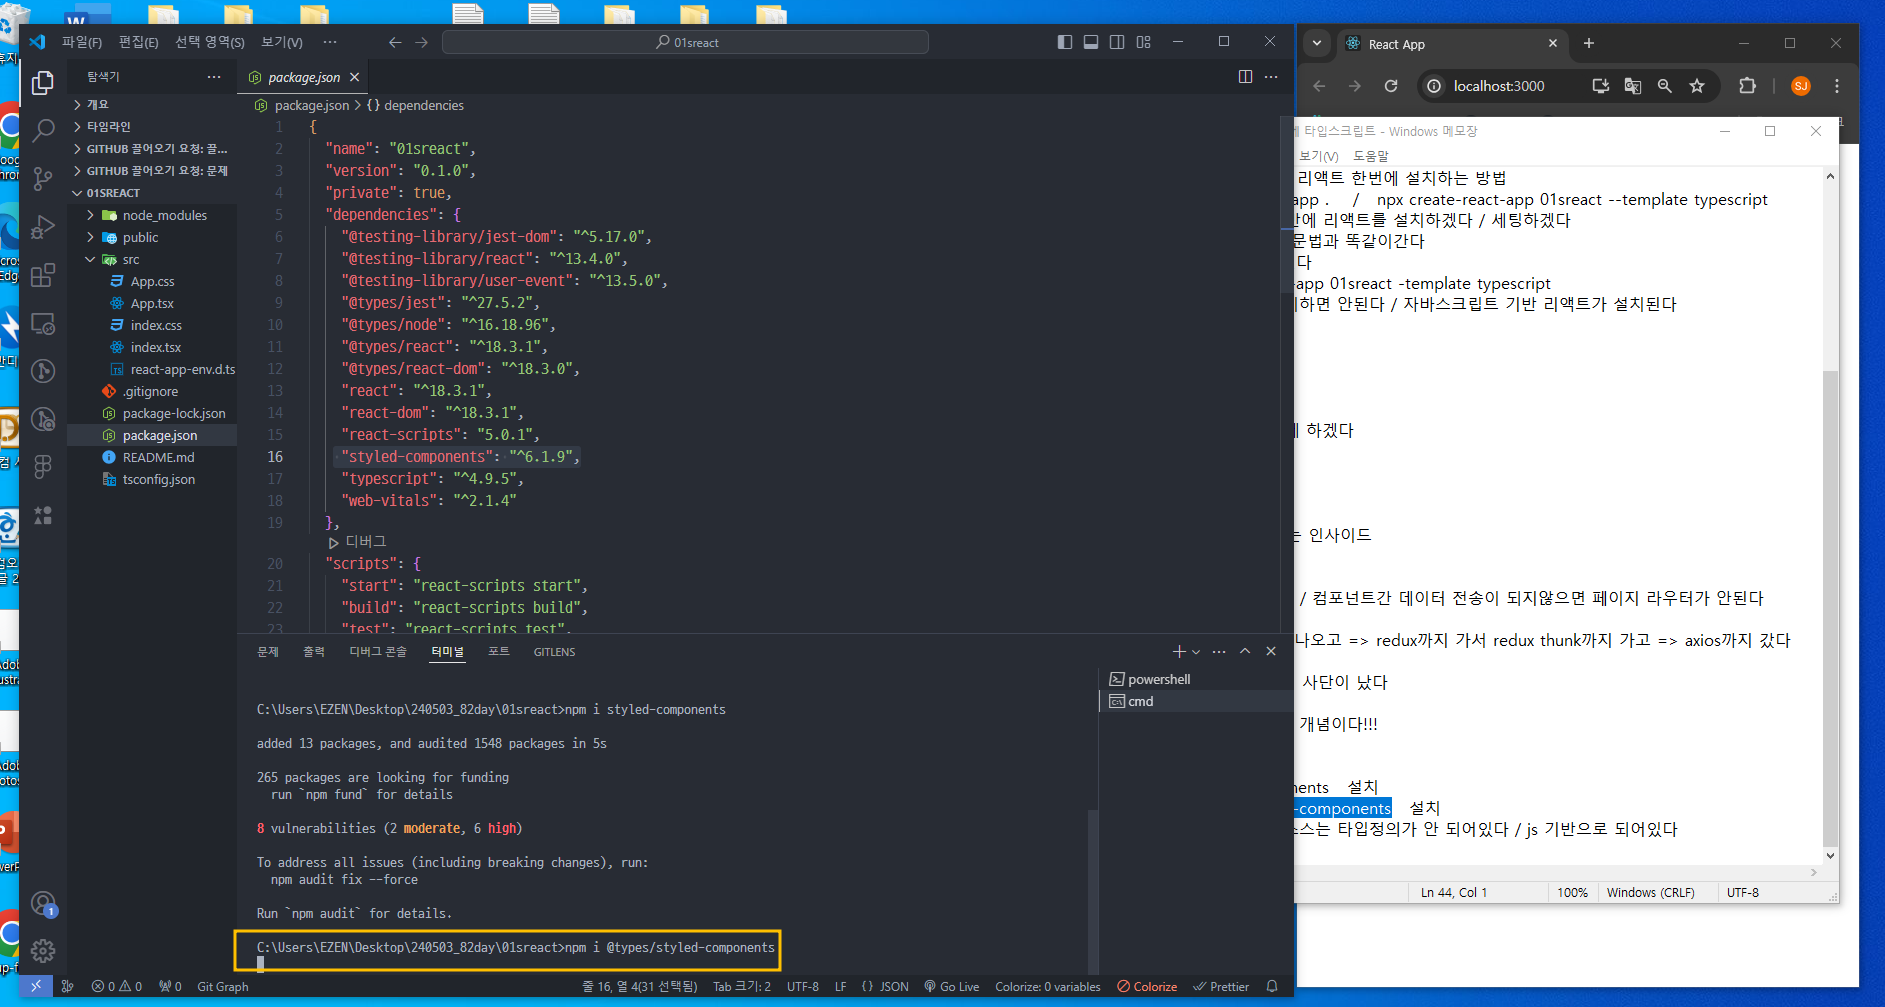 파일(F) 편집(E) 선택 영역(S) 보기(V) ··· 01sreact
탐색기 ···
개요
타임라인
GITHUB 끌어오기 요청: 끌...
GITHUB 끌어오기 요청: 문제
01SREACT
node_modules
public
src
App.css
App.tsx
index.css
index.tsx
react-app-env.d.ts
.gitignore
package-lock.json
package.json
README.md
tsconfig.json
1
package.json
package.json > {} dependencies
1 {
2 "name": "01sreact",
3 "version": "0.1.0",
4 "private": true,
5 "dependencies": {
6 "@testing-library/jest-dom": "^5.17.0",
7 "@testing-library/react": "^13.4.0",
8 "@testing-library/user-event": "^13.5.0",
9 "@types/jest": "^27.5.2",
10 "@types/node": "^16.18.96",
11 "@types/react": "^18.3.1",
12 "@types/react-dom": "^18.3.0",
13 "react": "^18.3.1",
14 "react-dom": "^18.3.1",
15 "react-scripts": "5.0.1",
16 "styled-components": "^6.1.9",
17 "typescript": "^4.9.5",
18 "web-vitals": "^2.1.4"
19 },
디버그
20 "scripts": {
21 "start": "react-scripts start",
22 "build": "react-scripts build",
23 "test": "react-scripts test",
문제 출력 디버그 콘솔 터미널 포트 GITLENS
powershell
cmd
C:\Users\EZEN\Desktop\240503_82day\01sreact>npm i styled-components
added 13 packages, and audited 1548 packages in 5s
265 packages are looking for funding
run `npm fund` for details
8 vulnerabilities (2 moderate, 6 high)
To address all issues (including breaking changes), run:
npm audit fix --force
Run `npm audit` for details.
C:\Users\EZEN\Desktop\240503_82day\01sreact>npm i @types/styled-components
0 0 0 Git Graph 줄 16, 열 4(31 선택됨) Tab 크기: 2 UTF-8 LF {} JSON Go Live Colorize: 0 variables Colorize Prettier
React App
localhost:3000 SJ
타입스크립트 - Windows 메모장
보기(V) 도움말
리액트 한번에 설치하는 방법
app . / npx create-react-app 01sreact --template typescript
안에 리액트를 설치하겠다 / 세팅하겠다
문법과 똑같이간다
다
-app 01sreact -template typescript
치하면 안된다 / 자바스크립트 기반 리액트가 설치된다
하겠다
는 인사이드
/ 컴포넌트간 데이터 전송이 되지않으면 페이지 라우터가 안된다
나오고 => redux까지 가서 redux thunk까지 가고 => axios까지 갔다
사단이 났다
개념이다!!!
nents 설치
-components 설치
스는 타입정의가 안 되어있다 / js 기반으로 되어있다
Ln 44, Col 1 100% Windows (CRLF) UTF-8